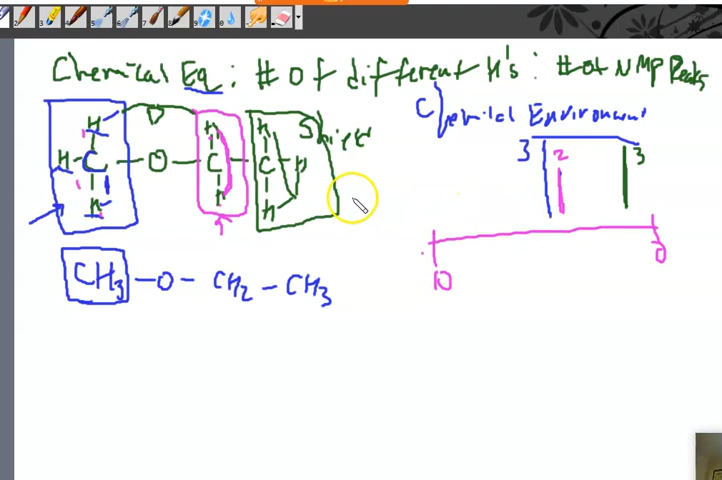 Chemical Eq: # of different H's: # of NMR Peaks
Chemical Environment
Shift
H H H
H-C-O-C-C-H
H H H
3 2 3
10 0
CH3-O-CH2-CH3